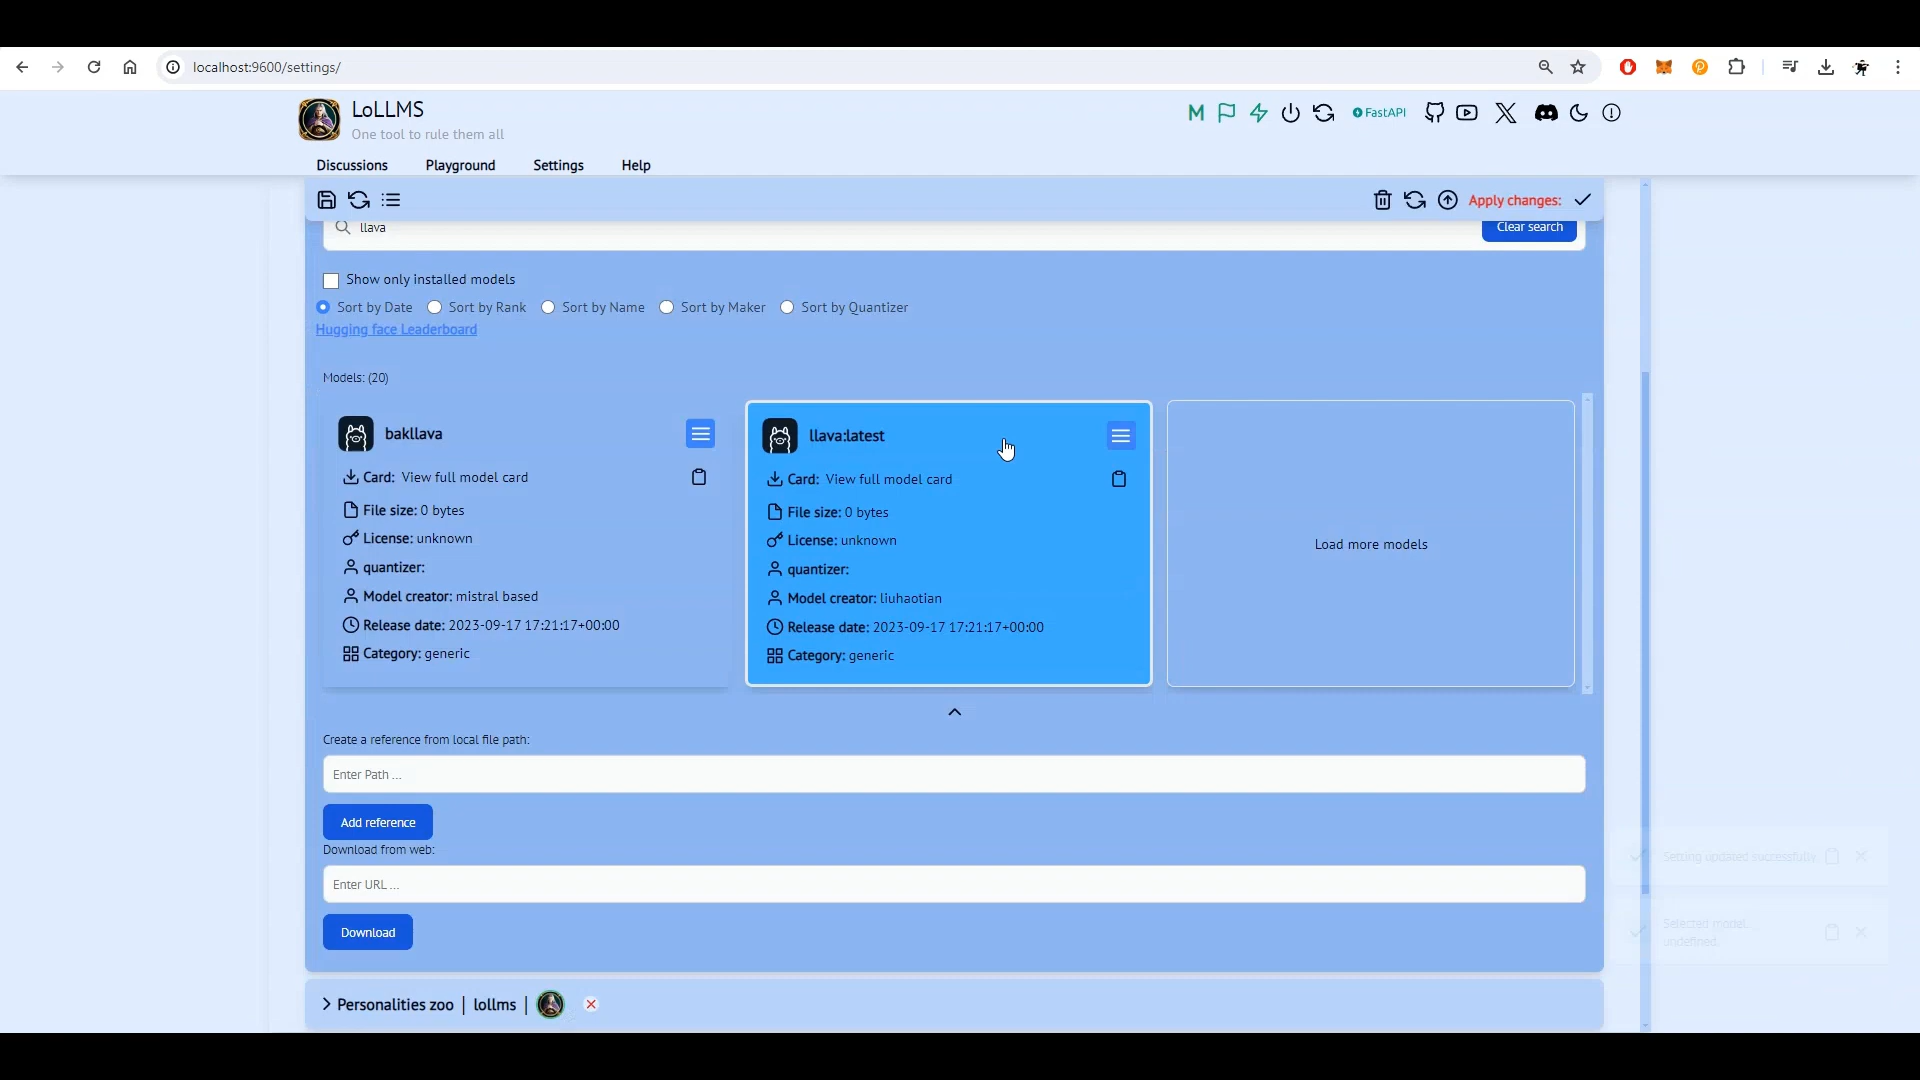 localhost:9600/settings/
LoLLMS
One tool to rule them all
M
FastAPI
Discussions Playground Settings Help
Apply changes:
llava
Clear search
Show only installed models
Sort by Date Sort by Rank Sort by Name Sort by Maker Sort by Quantizer
Hugging face Leaderboard
Models: (20)
bakllava
Card: View full model card
File size: 0 bytes
License: unknown
quantizer:
Model creator: mistral based
Release date: 2023-09-17 17:21:17+00:00
Category: generic
llava:latest
Card: View full model card
File size: 0 bytes
License: unknown
quantizer:
Model creator: liuhaotian
Release date: 2023-09-17 17:21:17+00:00
Category: generic
Load more models
Create a reference from local file path:
Enter Path ...
Add reference
Download from web:
Enter URL ...
Download
Setting updated successfully
Selected model:
undefined
Personalities zoo | lollms |